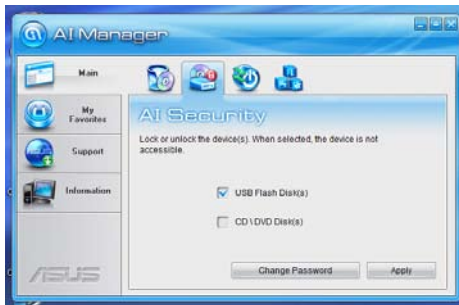 AI Manager
Main
My
Favorites
Support
Information
AI Security
Lock or unlock the device(s). When selected, the device is not
accessible.
USB Flash Disk(s)
CD \ DVD Disk(s)
Change Password
Apply
ASUS